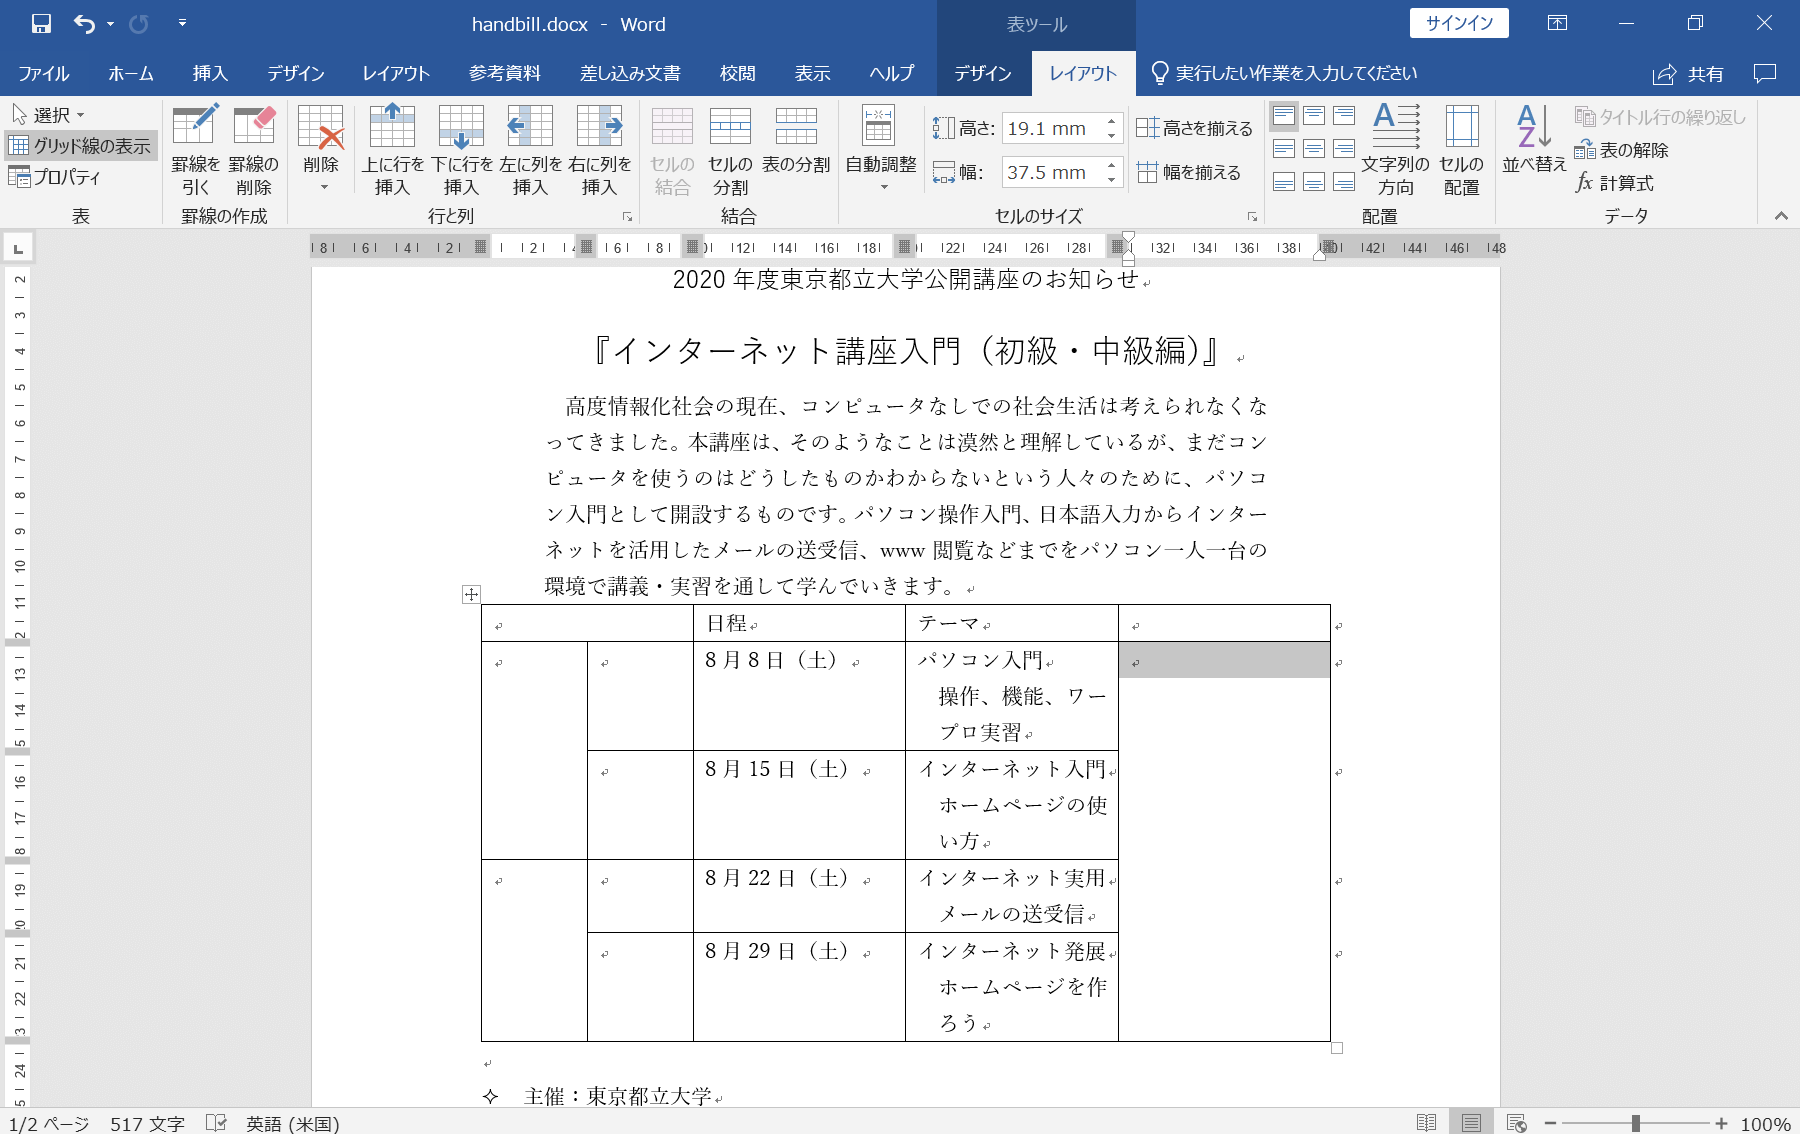 handbill.docx - Word
表ツール
サインイン
ファイル ホーム 挿入 デザイン レイアウト 参考資料 差し込み文書 校閲 表示 ヘルプ デザイン レイアウト 実行したい作業を入力してください 共有
選択
グリッド線の表示
プロパティ
表
罫線を引く
罫線の削除
罫線の作成
削除
上に行を挿入
下に行を挿入
左に列を挿入
右に列を挿入
行と列
セルの結合
セルの分割
表の分割
結合
自動調整
高さ: 19.1 mm
幅: 37.5 mm
高さを揃える
幅を揃える
セルのサイズ
文字列の方向
セルの配置
配置
並べ替え
タイトル行の繰り返し
表の解除
fx 計算式
データ
2020 年度東京都立大学公開講座のお知らせ
『インターネット講座入門（初級・中級編）』
高度情報化社会の現在、コンピュータなしでの社会生活は考えられなくな
ってきました。本講座は、そのようなことは漠然と理解しているが、まだコン
ピュータを使うのはどうしたものかわからないという人々のために、パソコ
ン入門として開設するものです。パソコン操作入門、日本語入力からインター
ネットを活用したメールの送受信、www 閲覧などまでをパソコン一人一台の
環境で講義・実習を通して学んでいきます。
日程 テーマ
8 月 8 日（土） パソコン入門
操作、機能、ワー
プロ実習
8 月 15 日（土） インターネット入門
ホームページの使
い方
8 月 22 日（土） インターネット実用
メールの送受信
8 月 29 日（土） インターネット発展
ホームページを作
ろう
主催：東京都立大学
1/2 ページ 517 文字 英語 (米国) 100%